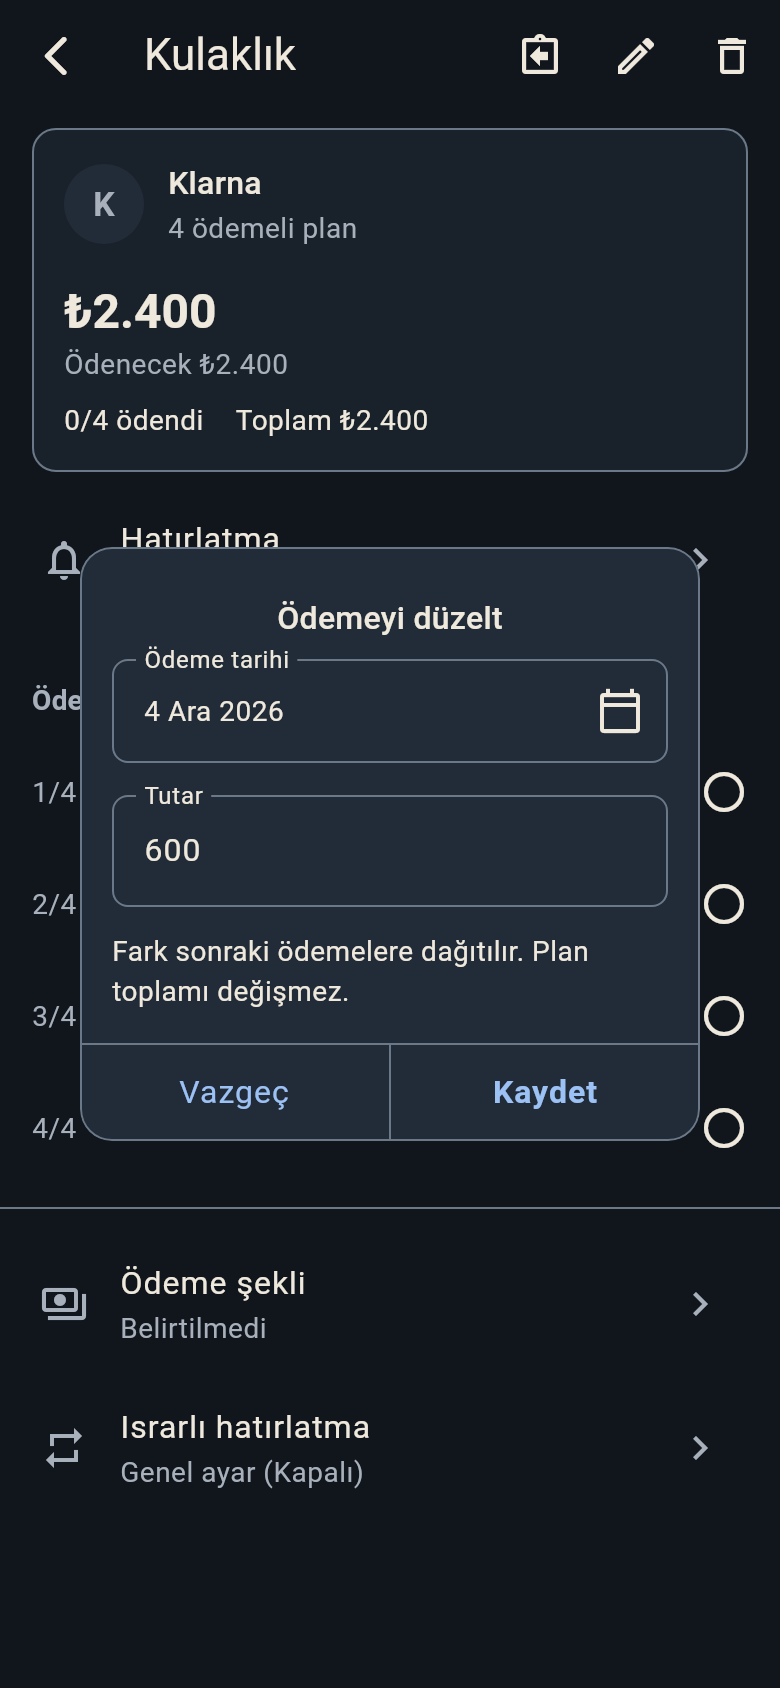 Kulaklık
K
Klarna
4 ödemeli plan
₺2.400
Ödenecek ₺2.400
0/4 ödendi Toplam ₺2.400
Hatırlatma
Ödemeyi düzelt
Ödeme tarihi
4 Ara 2026
Öde
1/4
Tutar
600
2/4
Fark sonraki ödemelere dağıtılır. Plan
toplamı değişmez.
3/4
Vazgeç Kaydet
4/4
Ödeme şekli
Belirtilmedi
Israrlı hatırlatma
Genel ayar (Kapalı)